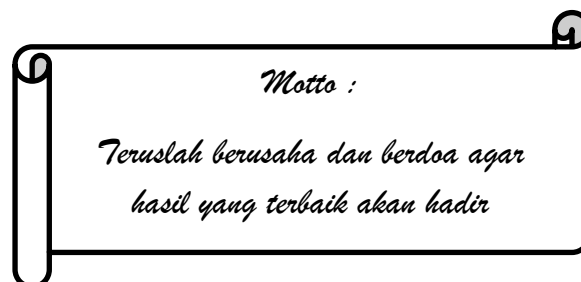 Motto :
Teruslah berusaha dan berdoa agar
hasil yang terbaik akan hadir